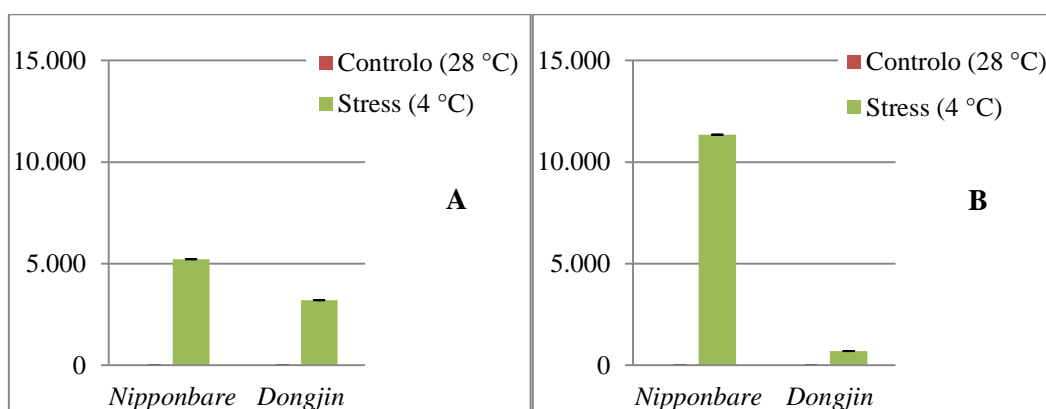 15.000
10.000
5.000
0
Controlo (28 °C)
Stress (4 °C)
A
Nipponbare Dongjin
15.000
10.000
5.000
0
Controlo (28 °C)
Stress (4 °C)
B
Nipponbare Dongjin